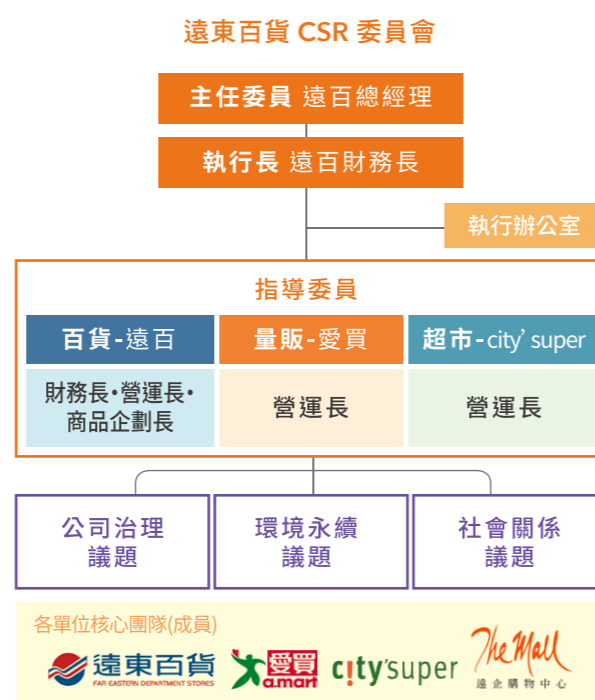 遠東百貨 CSR 委員會
主任委員 遠百總經理
執行長 遠百財務長
執行辦公室
指導委員
百貨-遠百
量販-愛買
超市-city' super
財務長•營運長•
商品企劃長
營運長
營運長
公司治理
議題
環境永續
議題
社會關係
議題
各單位核心團隊(成員)
遠東百貨
FAR EASTERN DEPARTMENT STORES
愛買
a.mart
city'super
The Mall
遠企購物中心